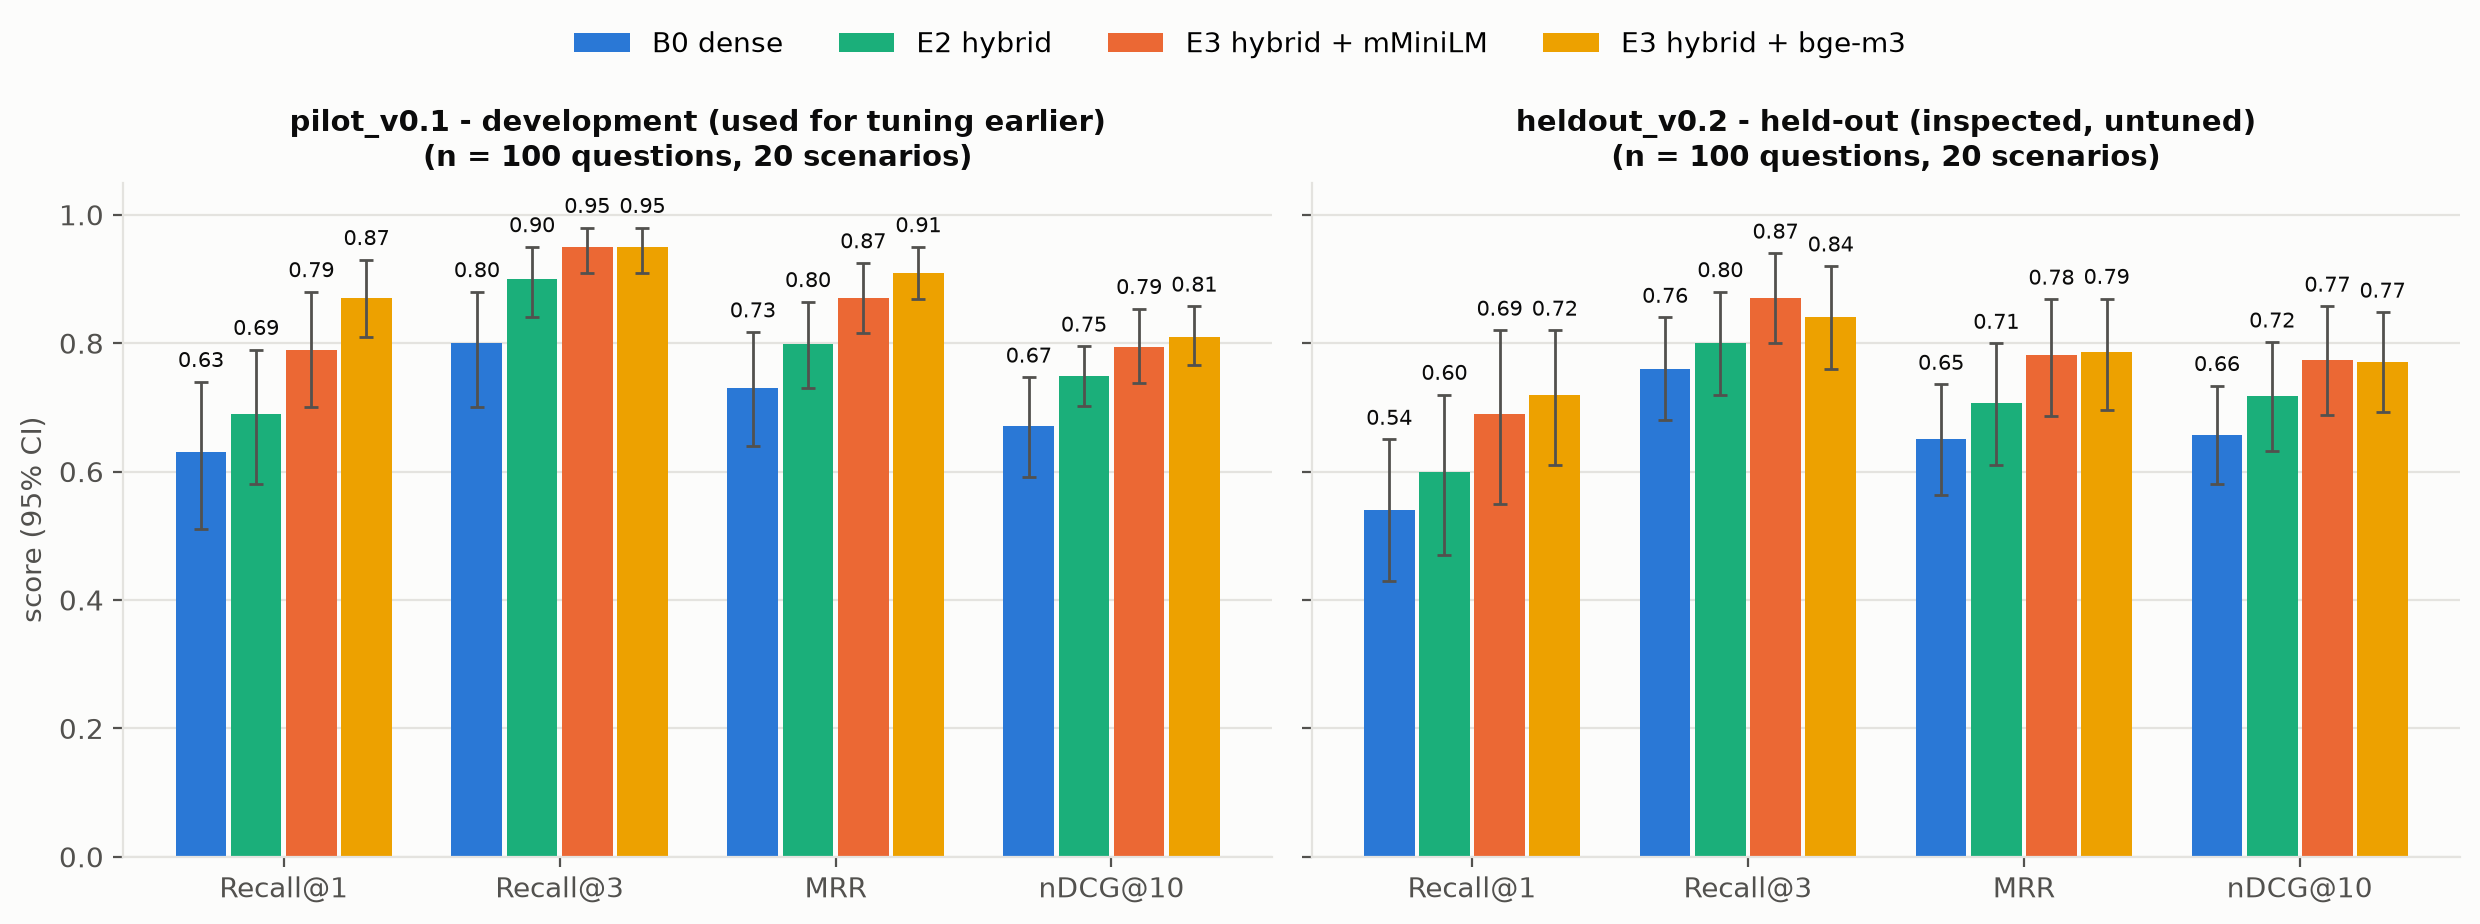 B0 dense E2 hybrid E3 hybrid + mMiniLM E3 hybrid + bge-m3
pilot_v0.1 - development (used for tuning earlier)
(n = 100 questions, 20 scenarios)
score (95% CI)
1.0
0.8
0.6
0.4
0.2
0.0
0.63 0.69 0.79 0.87
0.80 0.90 0.95 0.95
0.73 0.80 0.87 0.91
0.67 0.75 0.79 0.81
Recall@1 Recall@3 MRR nDCG@10
heldout_v0.2 - held-out (inspected, untuned)
(n = 100 questions, 20 scenarios)
0.54 0.60 0.69 0.72
0.76 0.80 0.87 0.84
0.65 0.71 0.78 0.79
0.66 0.72 0.77 0.77
Recall@1 Recall@3 MRR nDCG@10